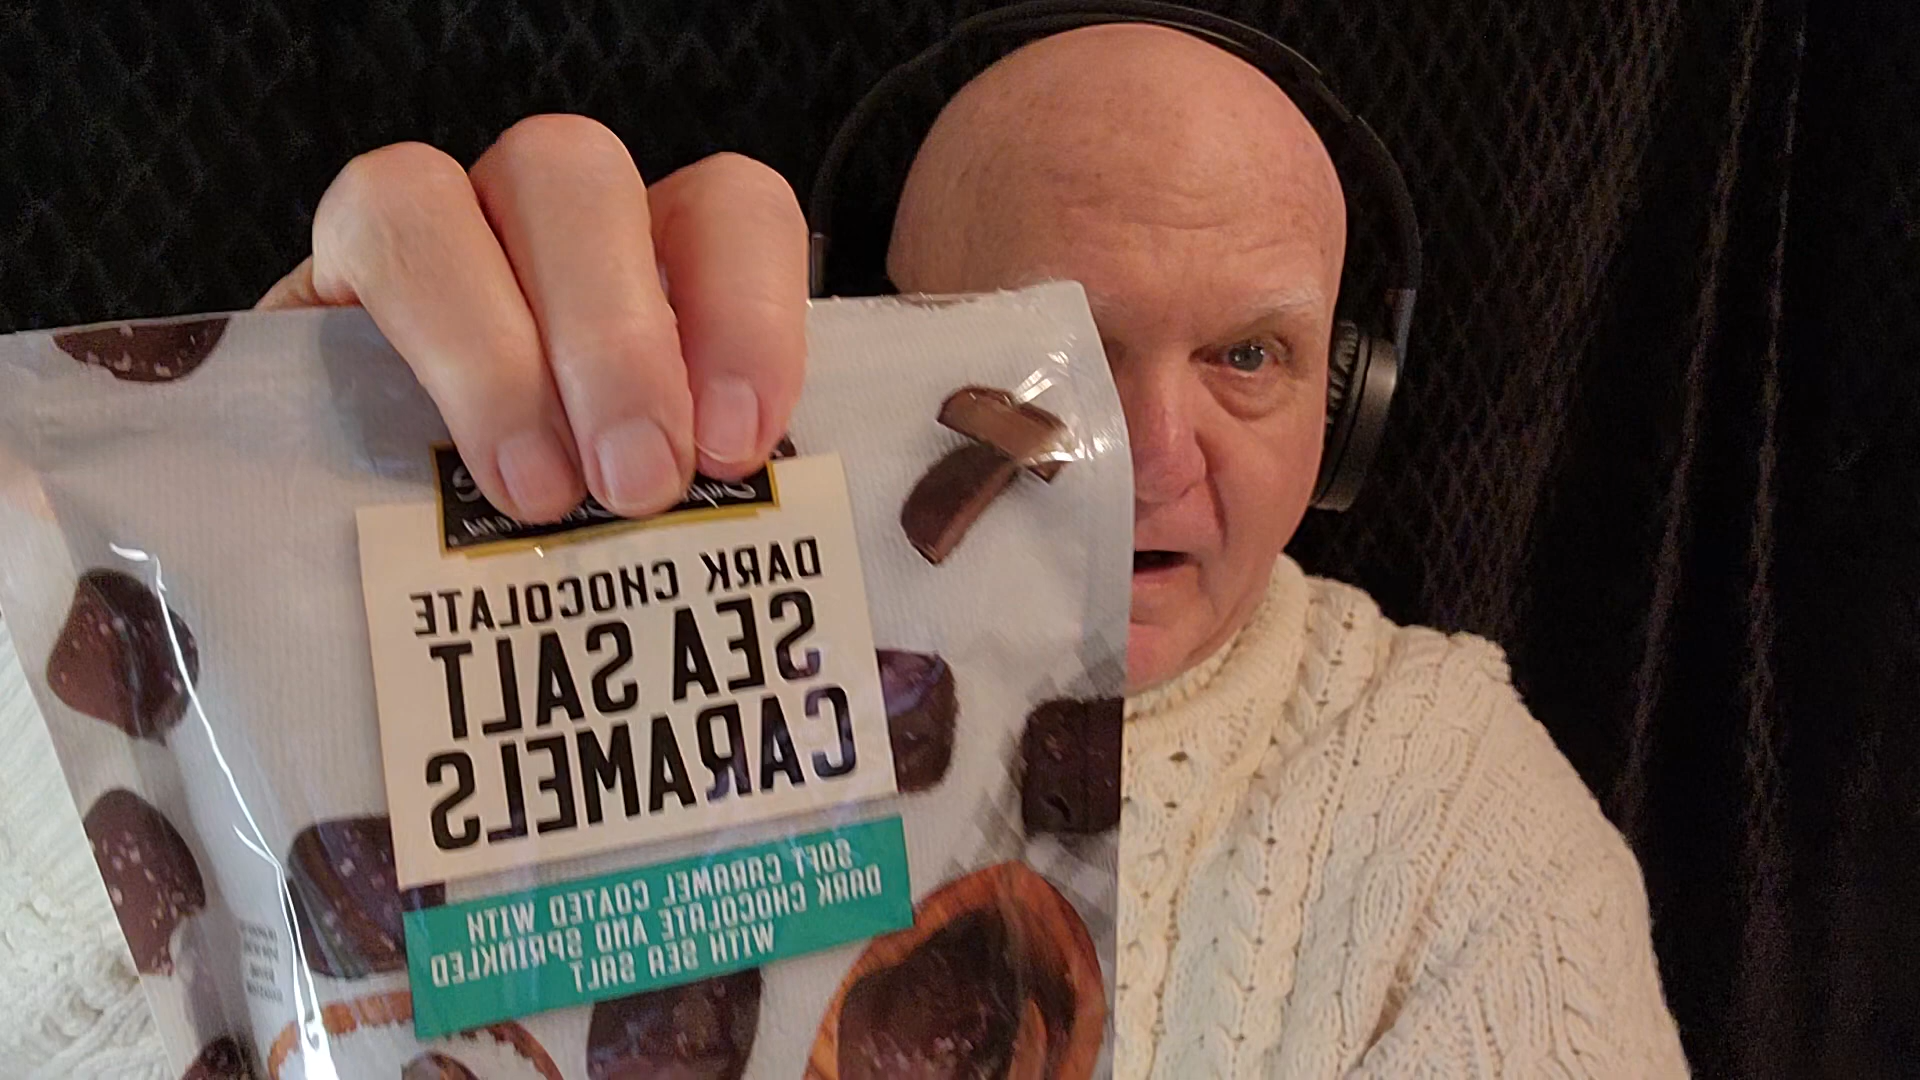 DARK CHOCOLATE
SEA SALT
CARAMELS
SOFT CARAMEL COATED WITH
DARK CHOCOLATE AND SPRINKLED
WITH SEA SALT